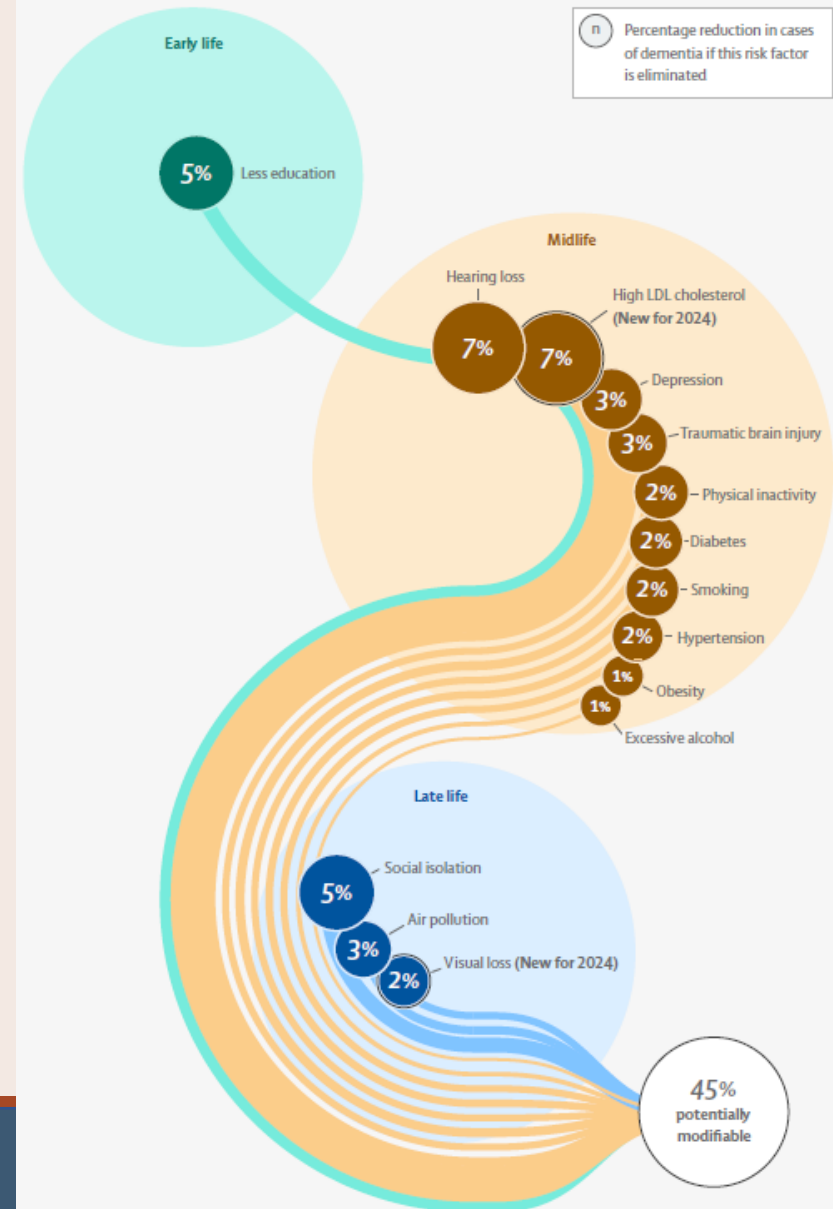 Early life
n
Percentage reduction in cases
of dementia if this risk factor
is eliminated
5%
Less education
Midlife
Hearing loss
7%
High LDL cholesterol
(New for 2024)
7%
Depression
3%
Traumatic brain injury
3%
Physical inactivity
2%
Diabetes
2%
Smoking
2%
Hypertension
2%
Obesity
1%
Excessive alcohol
1%
Late life
Social isolation
5%
Air pollution
3%
Visual loss (New for 2024)
2%
45%
potentially
modifiable